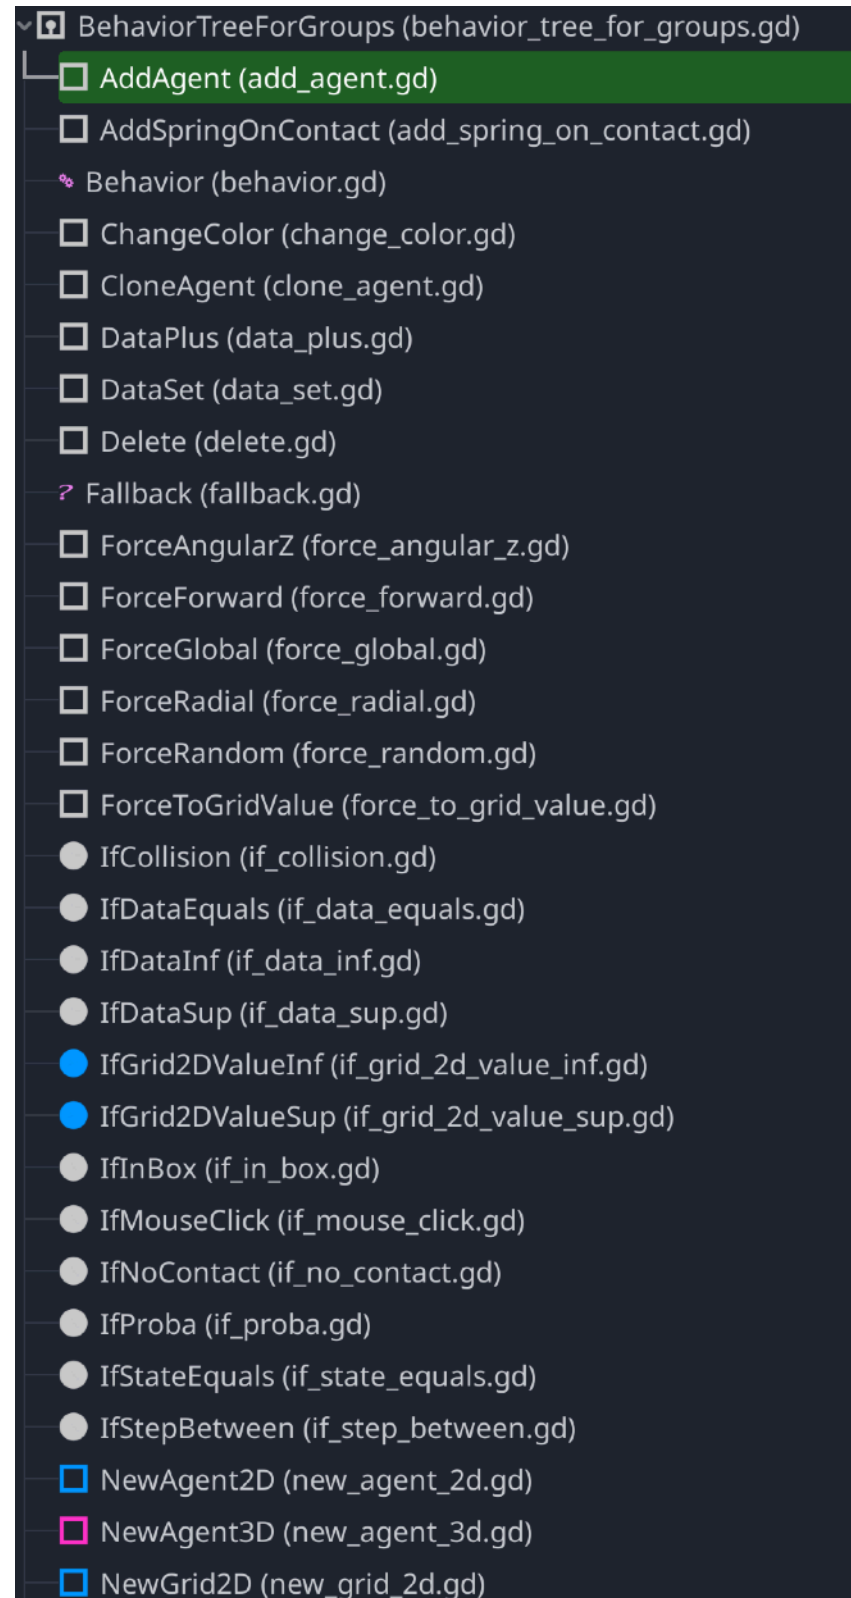 BehaviorTreeForGroups (behavior_tree_for_groups.gd)
AddAgent (add_agent.gd)
AddSpringOnContact (add_spring_on_contact.gd)
Behavior (behavior.gd)
ChangeColor (change_color.gd)
CloneAgent (clone_agent.gd)
DataPlus (data_plus.gd)
DataSet (data_set.gd)
Delete (delete.gd)
? Fallback (fallback.gd)
ForceAngularZ (force_angular_z.gd)
ForceForward (force_forward.gd)
ForceGlobal (force_global.gd)
ForceRadial (force_radial.gd)
ForceRandom (force_random.gd)
ForceToGridValue (force_to_grid_value.gd)
IfCollision (if_collision.gd)
IfDataEquals (if_data_equals.gd)
IfDataInf (if_data_inf.gd)
IfDataSup (if_data_sup.gd)
IfGrid2DValueInf (if_grid_2d_value_inf.gd)
IfGrid2DValueSup (if_grid_2d_value_sup.gd)
IfInBox (if_in_box.gd)
IfMouseClick (if_mouse_click.gd)
IfNoContact (if_no_contact.gd)
IfProba (if_proba.gd)
IfStateEquals (if_state_equals.gd)
IfStepBetween (if_step_between.gd)
NewAgent2D (new_agent_2d.gd)
NewAgent3D (new_agent_3d.gd)
NewGrid2D (new_grid_2d.gd)